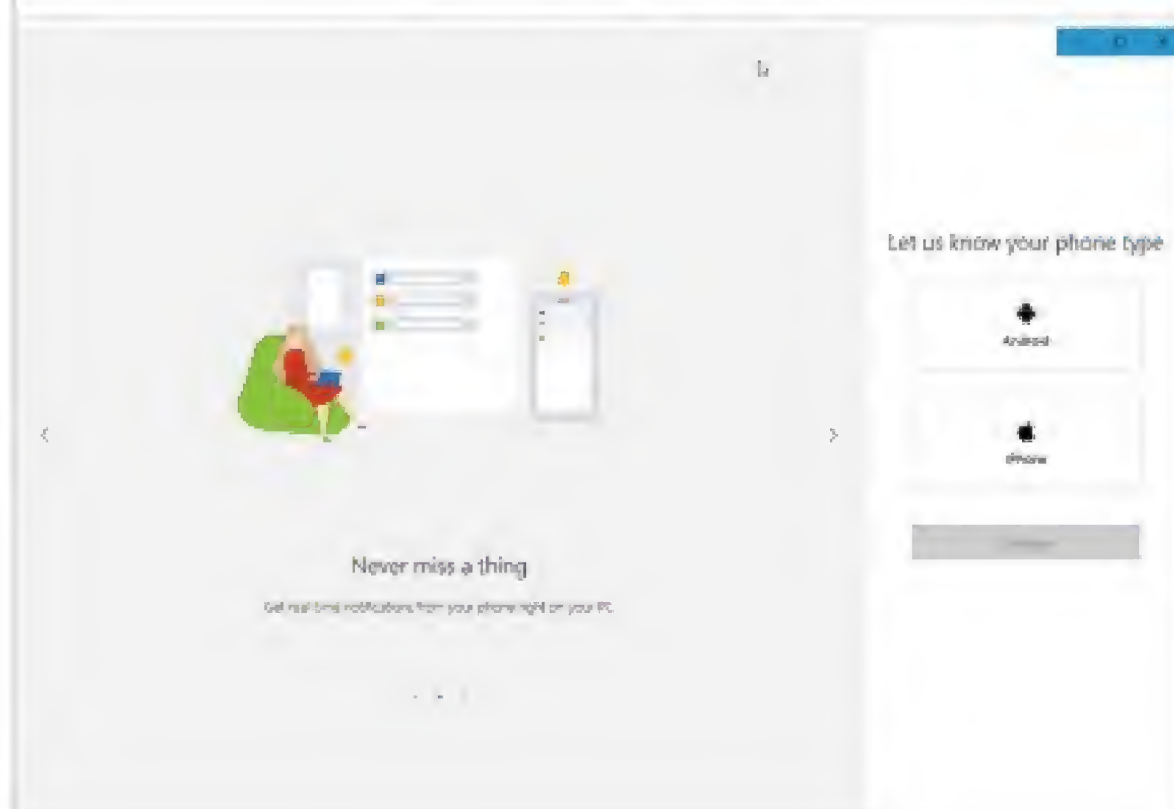 Let us know your phone type
Android
iPhone
Never miss a thing
Get real time notifications from your phone right on your PC